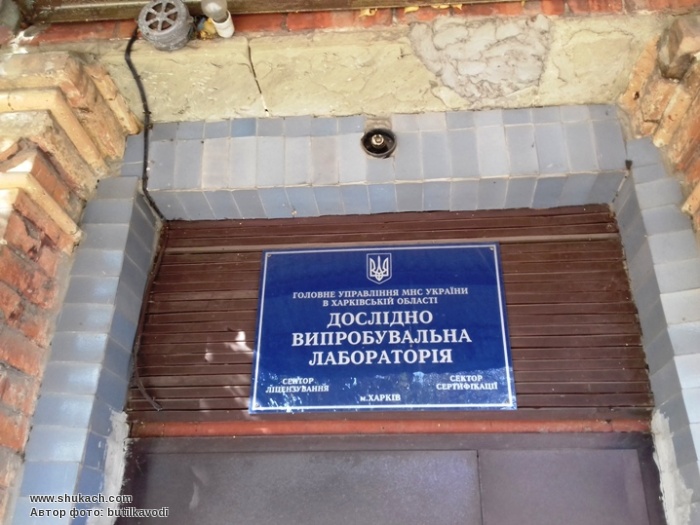 ГОЛОВНЕ УПРАВЛІННЯ МНС УКРАЇНИ
В ХАРКІВСЬКІЙ ОБЛАСТІ
ДОСЛІДНО
ВИПРОБУВАЛЬНА
ЛАБОРАТОРІЯ
СЕКТОР
ЛІЦЕНЗУВАННЯ
СЕКТОР
СЕРТИФІКАЦІЇ
м.ХАРКІВ
www.shukach.com
Автор фото: butilkavodi